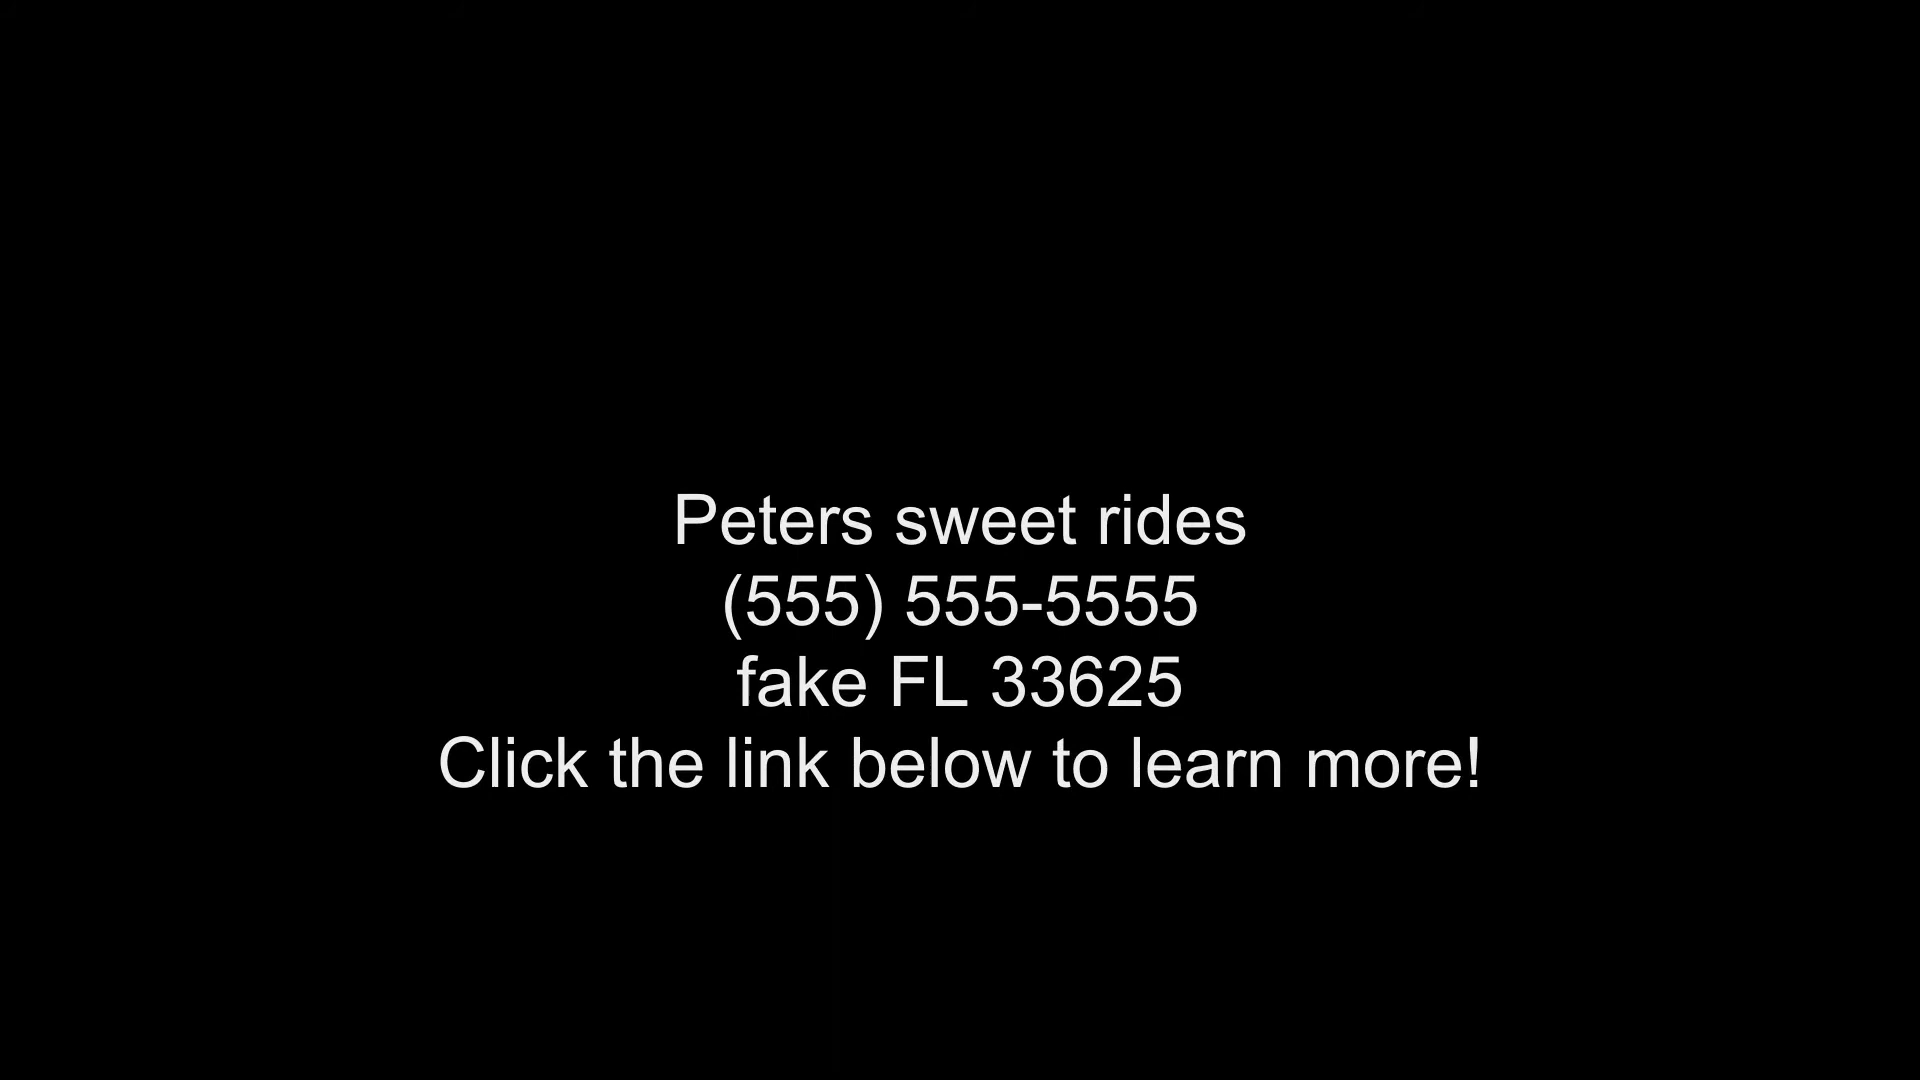 Peters sweet rides
(555) 555-5555
fake FL 33625
Click the link below to learn more!